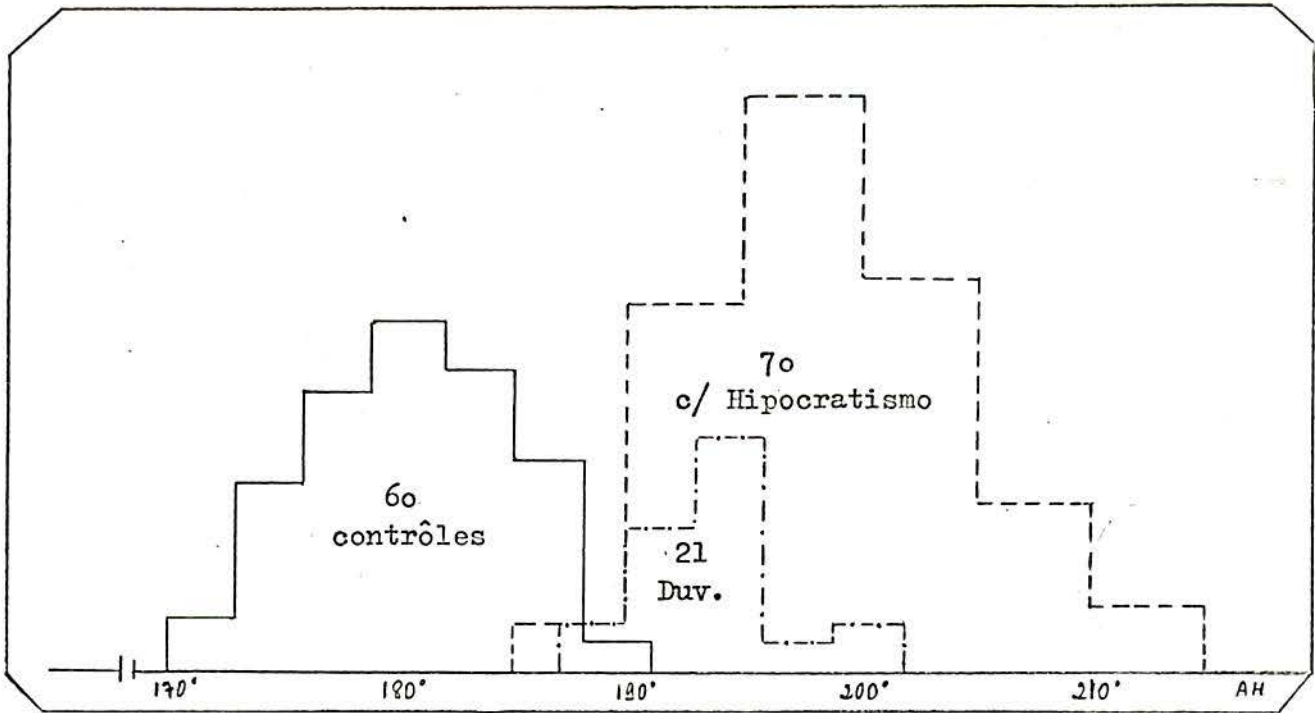 7o
c/ Hipocratismo
6o
contrôles
21
Duv.
170° 180° 190° 200° 210° AH